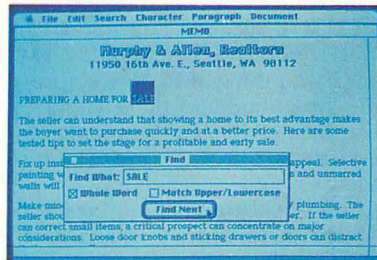 File Edit Search Character Paragraph Document
MEMO
Murphy & Allen, Realtors
11950 16th Ave. E., Seattle, WA 98112
PREPARING A HOME FOR SALE
The seller can understand that showing a home to its best advantage makes
the buyer want to purchase quickly and at a better price. Here are some
tested tips to set the stage for a profitable and early sale.
Find
Fix up appeal. Selective
painting and unmarred
walls will
Find What: SALE
Whole Word Match Upper/Lowercase
Find Next
Make plumbing. The
seller If the seller
can correct small items, a critical prospect can concentrate on major
considerations. Loose door knobs and sticking drawers or doors can distract